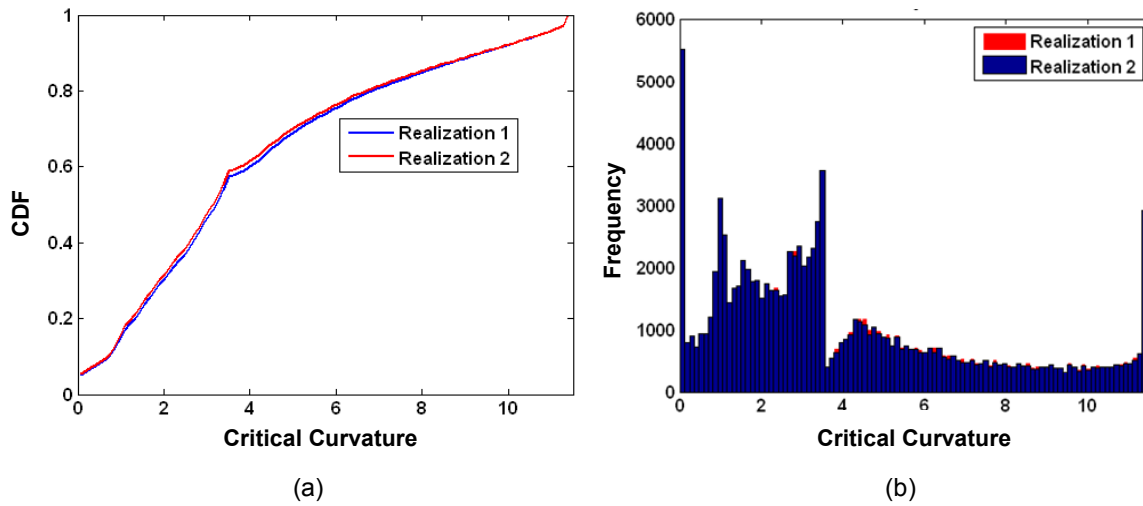 1
0.8
0.6
0.4
0.2
0
CDF
0 2 4 6 8 10
Critical Curvature
Realization 1
Realization 2
(a)
6000
5000
4000
3000
2000
1000
0
Frequency
0 2 4 6 8 10
Critical Curvature
Realization 1
Realization 2
(b)